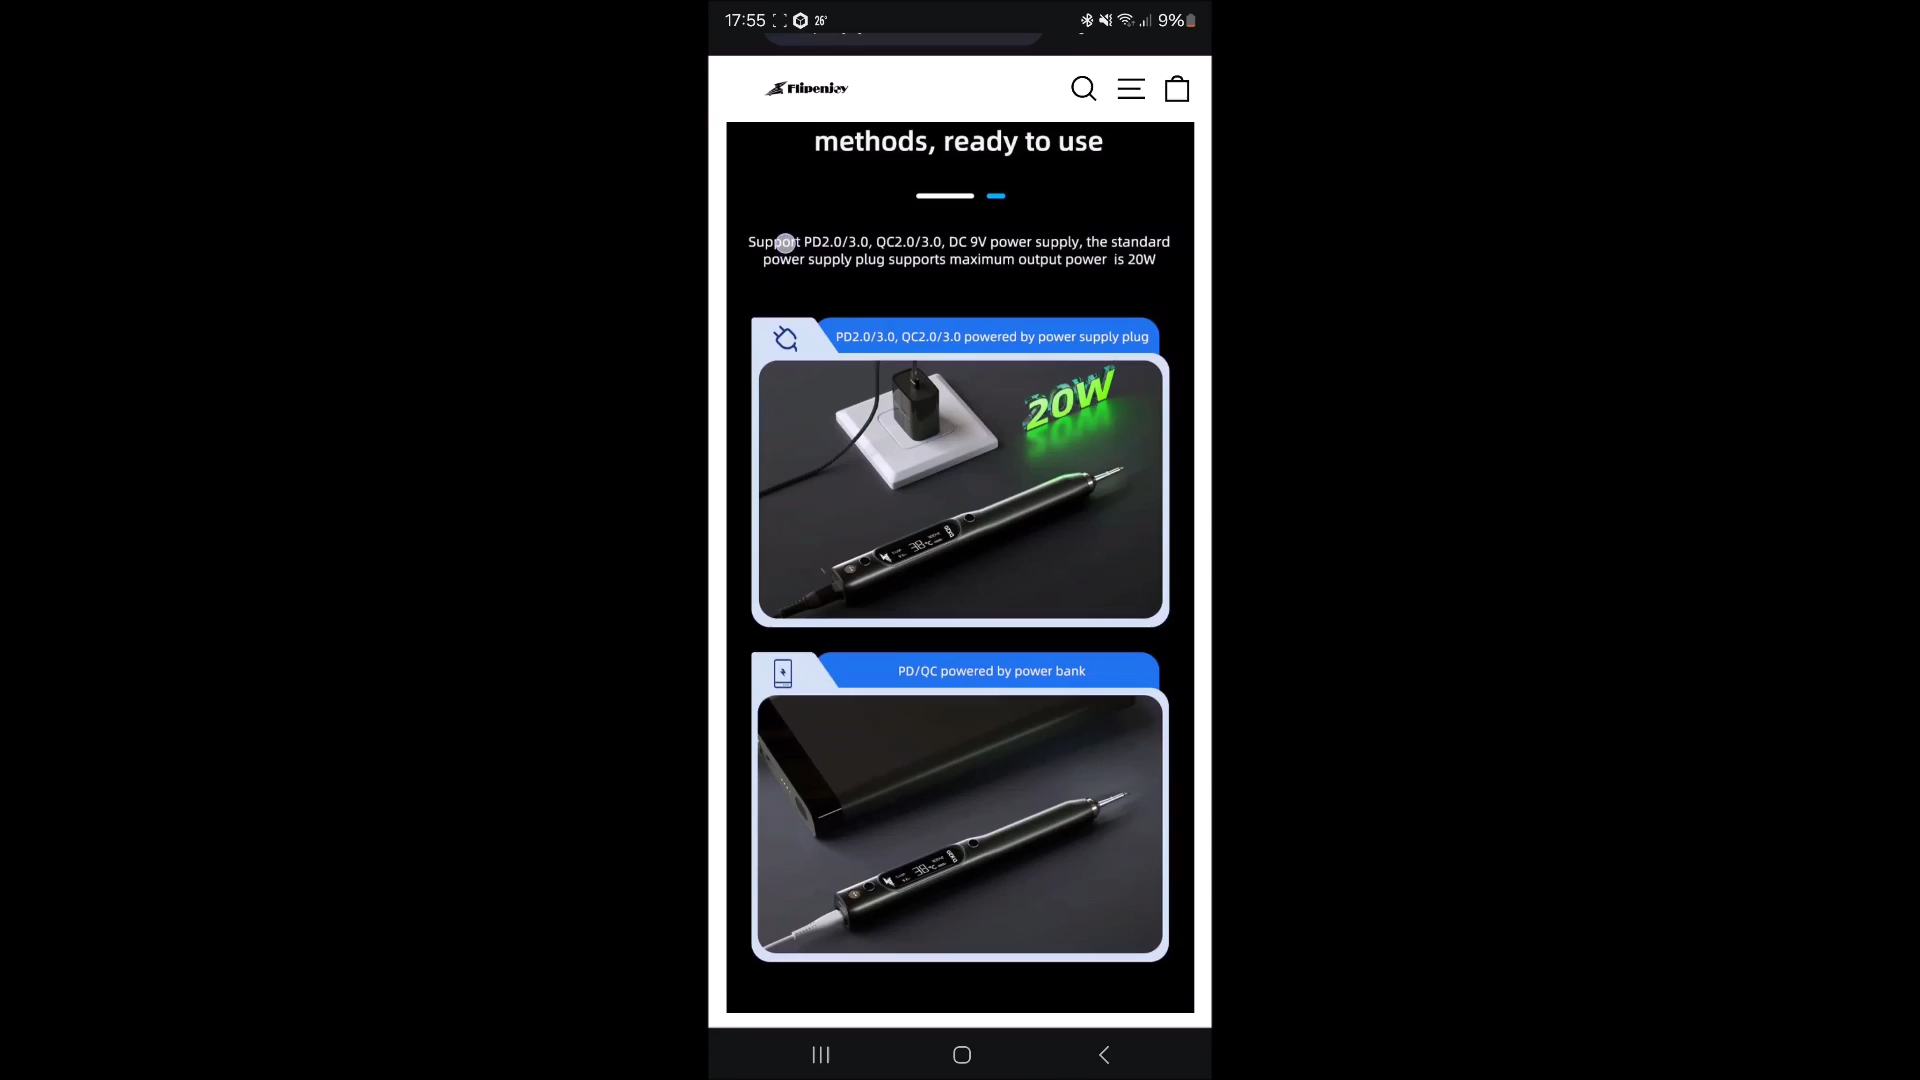 17:55
26°
9%
Flipenjoy
methods, ready to use
Support PD2.0/3.0, QC2.0/3.0, DC 9V power supply, the standard
power supply plug supports maximum output power is 20W
PD2.0/3.0, QC2.0/3.0 powered by power supply plug
20W
38°C
PD/QC powered by power bank
38°C